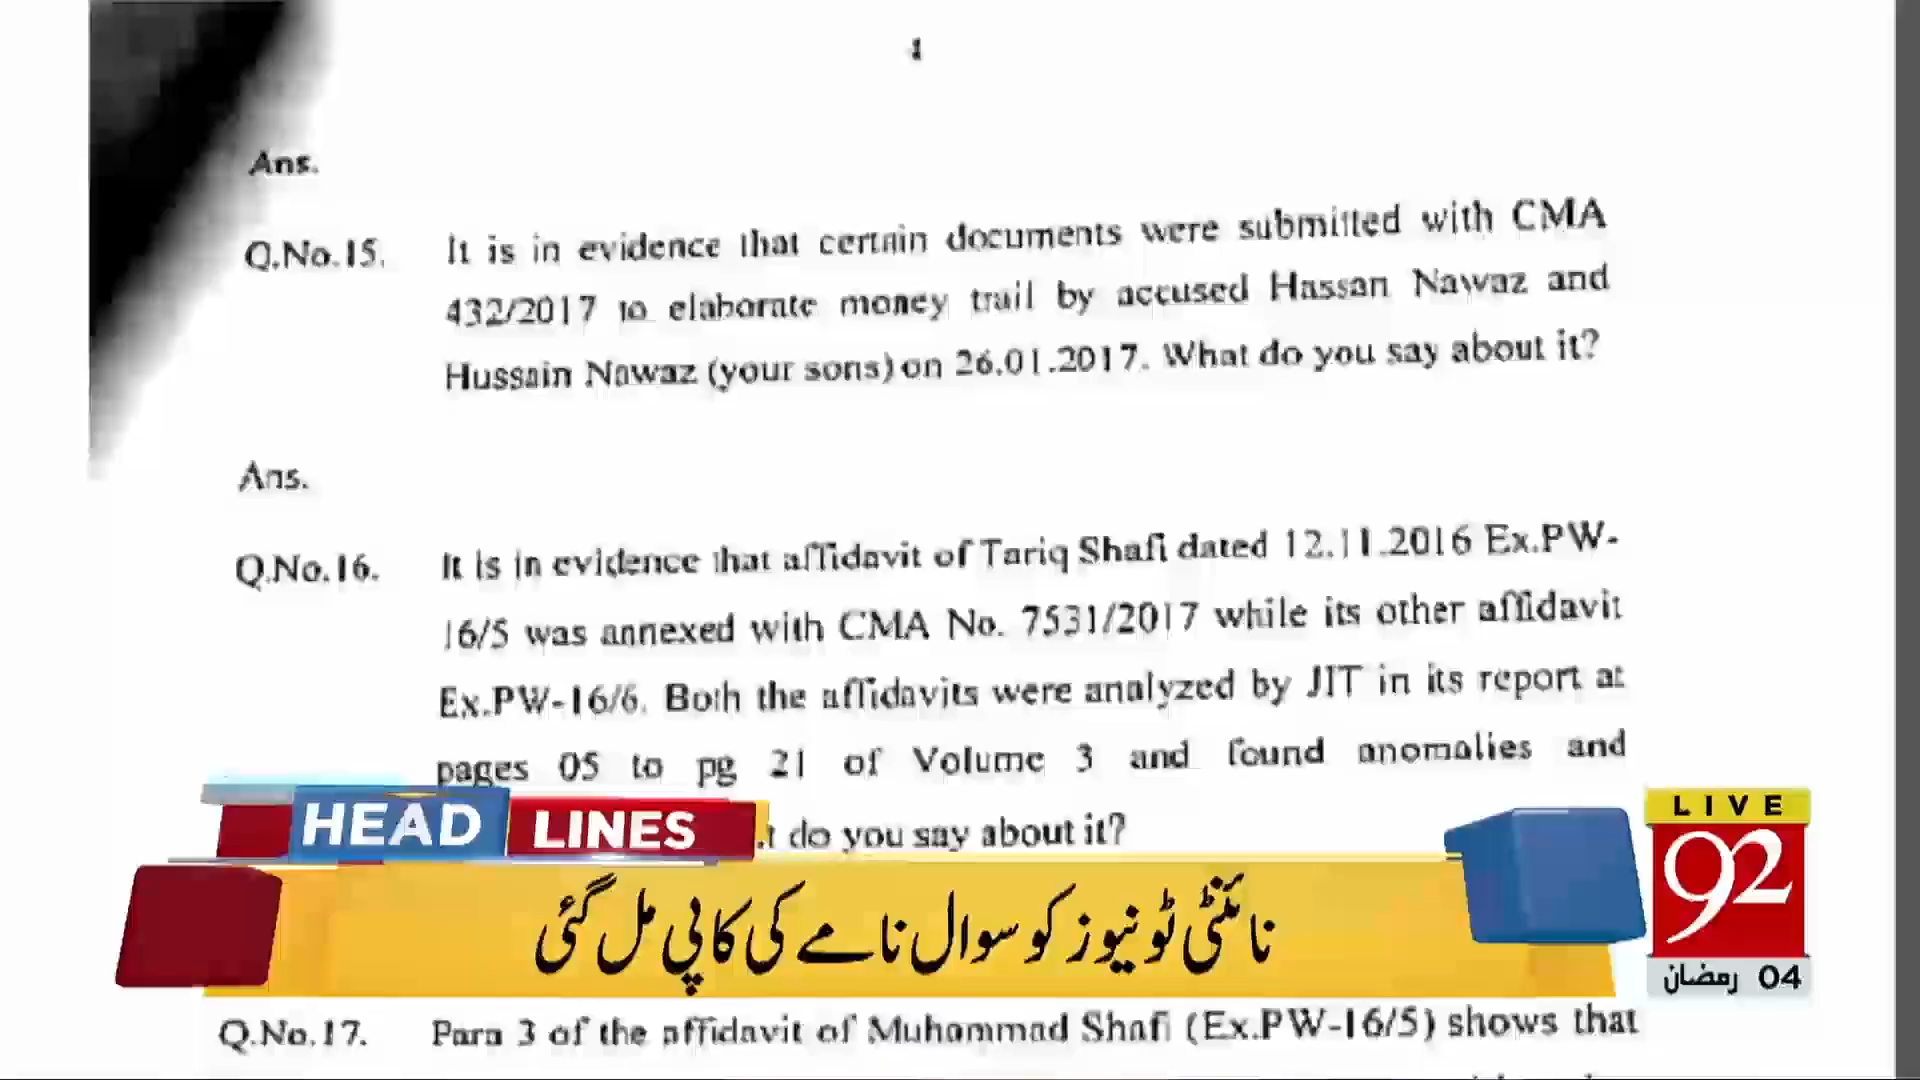 4
Ans.
Q.No.15. It is in evidence that certain documents were submitted with CMA
432/2017 to elaborate money trail by accused Hassan Nawaz and
Hussain Nawaz (your sons) on 26.01.2017. What do you say about it?
Ans.
Q.No.16. It is in evidence that affidavit of Tariq Shafi dated 12.11.2016 Ex.PW-
16/5 was annexed with CMA No. 7531/2017 while its other affidavit
Ex.PW-16/6. Both the affidavits were analyzed by JIT in its report at
pages 05 to pg 21 of Volume 3 and found anomalies and
do you say about it?
HEAD LINES
LIVE
92
نائنٹی ٹو نیوز کو سوال نامے کی کاپی مل گئی
04 رمضان
Q.No.17. Para 3 of the affidavit of Muhammad Shafi (Ex.PW-16/5) shows that